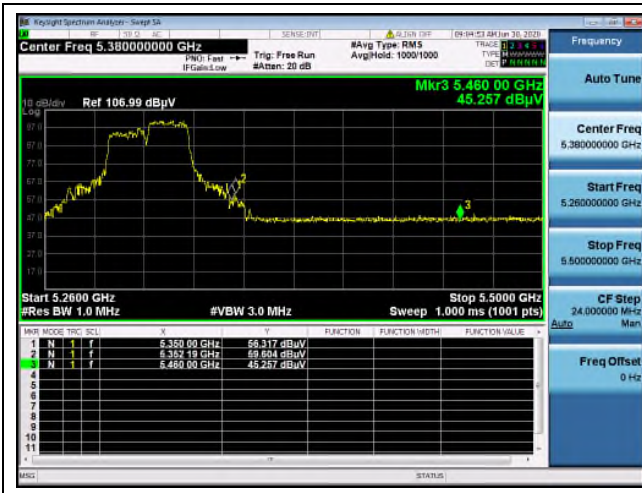 Keysight Spectrum Analyzer - Swept SA
RF 50 Ω AC SENSE:INT ALIGN OFF 09:04:53 AM Jun 30, 2020
Center Freq 5.380000000 GHz
PNO: Fast
IFGain:Low
Trig: Free Run
#Atten: 20 dB
#Avg Type: RMS
Avg|Hold: 1000/1000
TRACE 1 2 3 4 5 6
TYPE M WWWWW
DET P N N N N N
Mkr3 5.460 00 GHz
45.257 dBµV
10 dB/div Ref 106.99 dBµV
Log
97.0
87.0
77.0
67.0
57.0
47.0
37.0
27.0
17.0
2
3
Start 5.2600 GHz Stop 5.5000 GHz
#Res BW 1.0 MHz #VBW 3.0 MHz Sweep 1.000 ms (1001 pts)
MKR MODE TRC SCL X Y FUNCTION FUNCTION WIDTH FUNCTION VALUE
1 N 1 f 5.350 00 GHz 56.317 dBµV
2 N 1 f 5.352 19 GHz 59.604 dBµV
3 N 1 f 5.460 00 GHz 45.257 dBµV
4
5
6
7
8
9
10
11
MSG STATUS
Frequency
Auto Tune
Center Freq
5.380000000 GHz
Start Freq
5.260000000 GHz
Stop Freq
5.500000000 GHz
CF Step
24.000000 MHz
Auto Man
Freq Offset
0 Hz